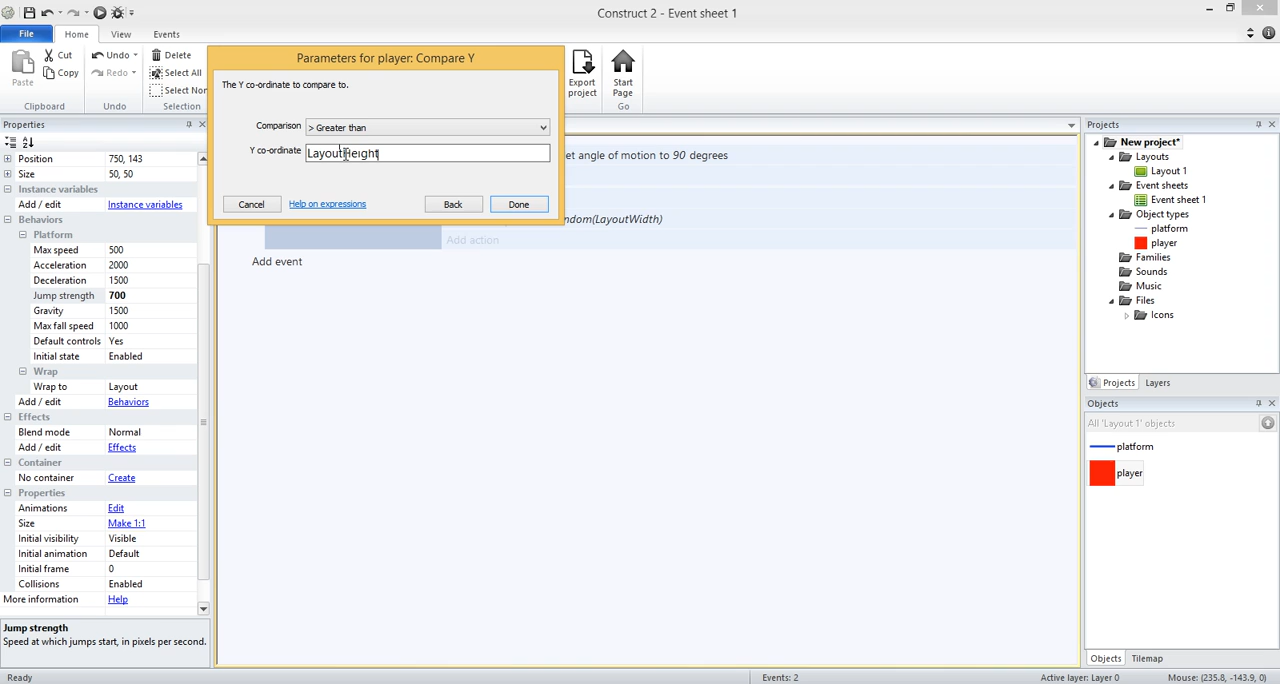 Construct 2 - Event sheet 1
File
Home
View
Events
Paste
Cut
Copy
Clipboard
Undo
Redo
Undo
Delete
Select All
Select Non
Selection
Export project
Start Page
Go
Parameters for player: Compare Y
The Y co-ordinate to compare to.
Comparison
> Greater than
Y co-ordinate
LayoutHeight
Cancel
Help on expressions
Back
Done
Properties
Position 750, 143
Size 50, 50
Instance variables
Add / edit Instance variables
Behaviors
Platform
Max speed 500
Acceleration 2000
Deceleration 1500
Jump strength 700
Gravity 1500
Max fall speed 1000
Default controls Yes
Initial state Enabled
Wrap
Wrap to Layout
Add / edit Behaviors
Effects
Blend mode Normal
Add / edit Effects
Container
No container Create
Properties
Animations Edit
Size Make 1:1
Initial visibility Visible
Initial animation Default
Initial frame 0
Collisions Enabled
More information Help
Jump strength
Speed at which jumps start, in pixels per second.
et angle of motion to 90 degrees
ndom(LayoutWidth)
Add action
Add event
Projects
New project*
Layouts
Layout 1
Event sheets
Event sheet 1
Object types
platform
player
Families
Sounds
Music
Files
Icons
Projects
Layers
Objects
All 'Layout 1' objects
platform
player
Objects
Tilemap
Ready
Events: 2
Active layer: Layer 0
Mouse: (235.8, -143.9, 0)